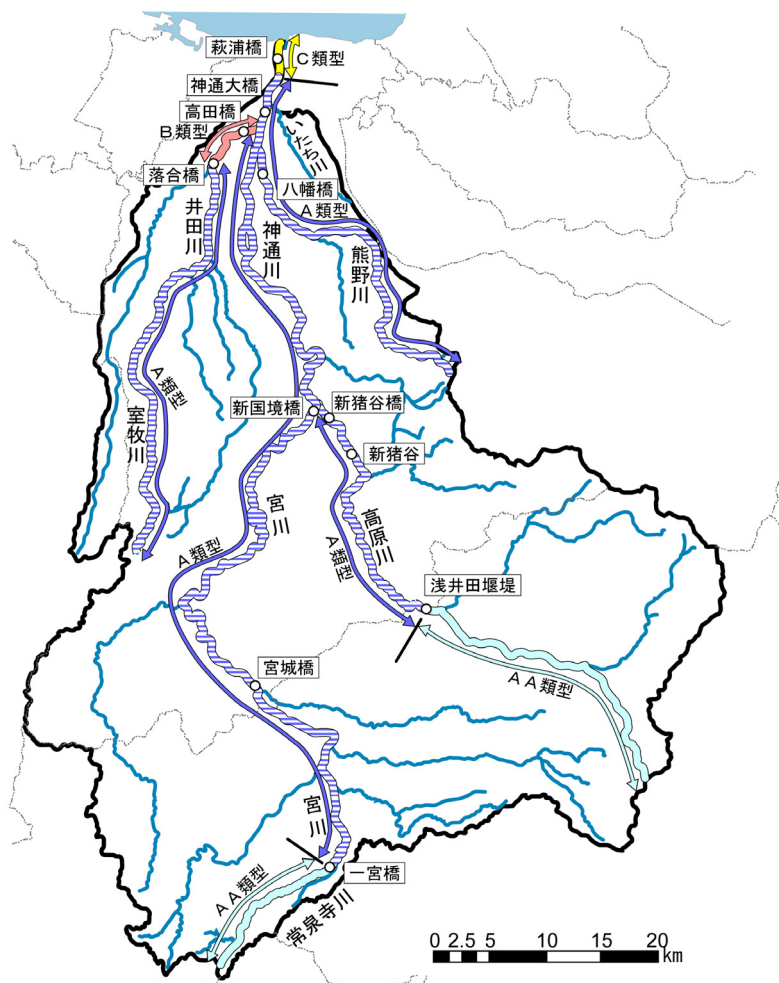 萩浦橋
C類型
神通大橋
高田橋
B類型
いたち川
落合橋
八幡橋
A類型
井田川
神通川
熊野川
A類型
新国境橋
新猪谷橋
室牧川
新猪谷
宮川
高原川
A類型
A類型
浅井田堰堤
AA類型
宮城橋
宮川
一宮橋
AA類型
常泉寺川
0 2.5 5 10 15 20
km